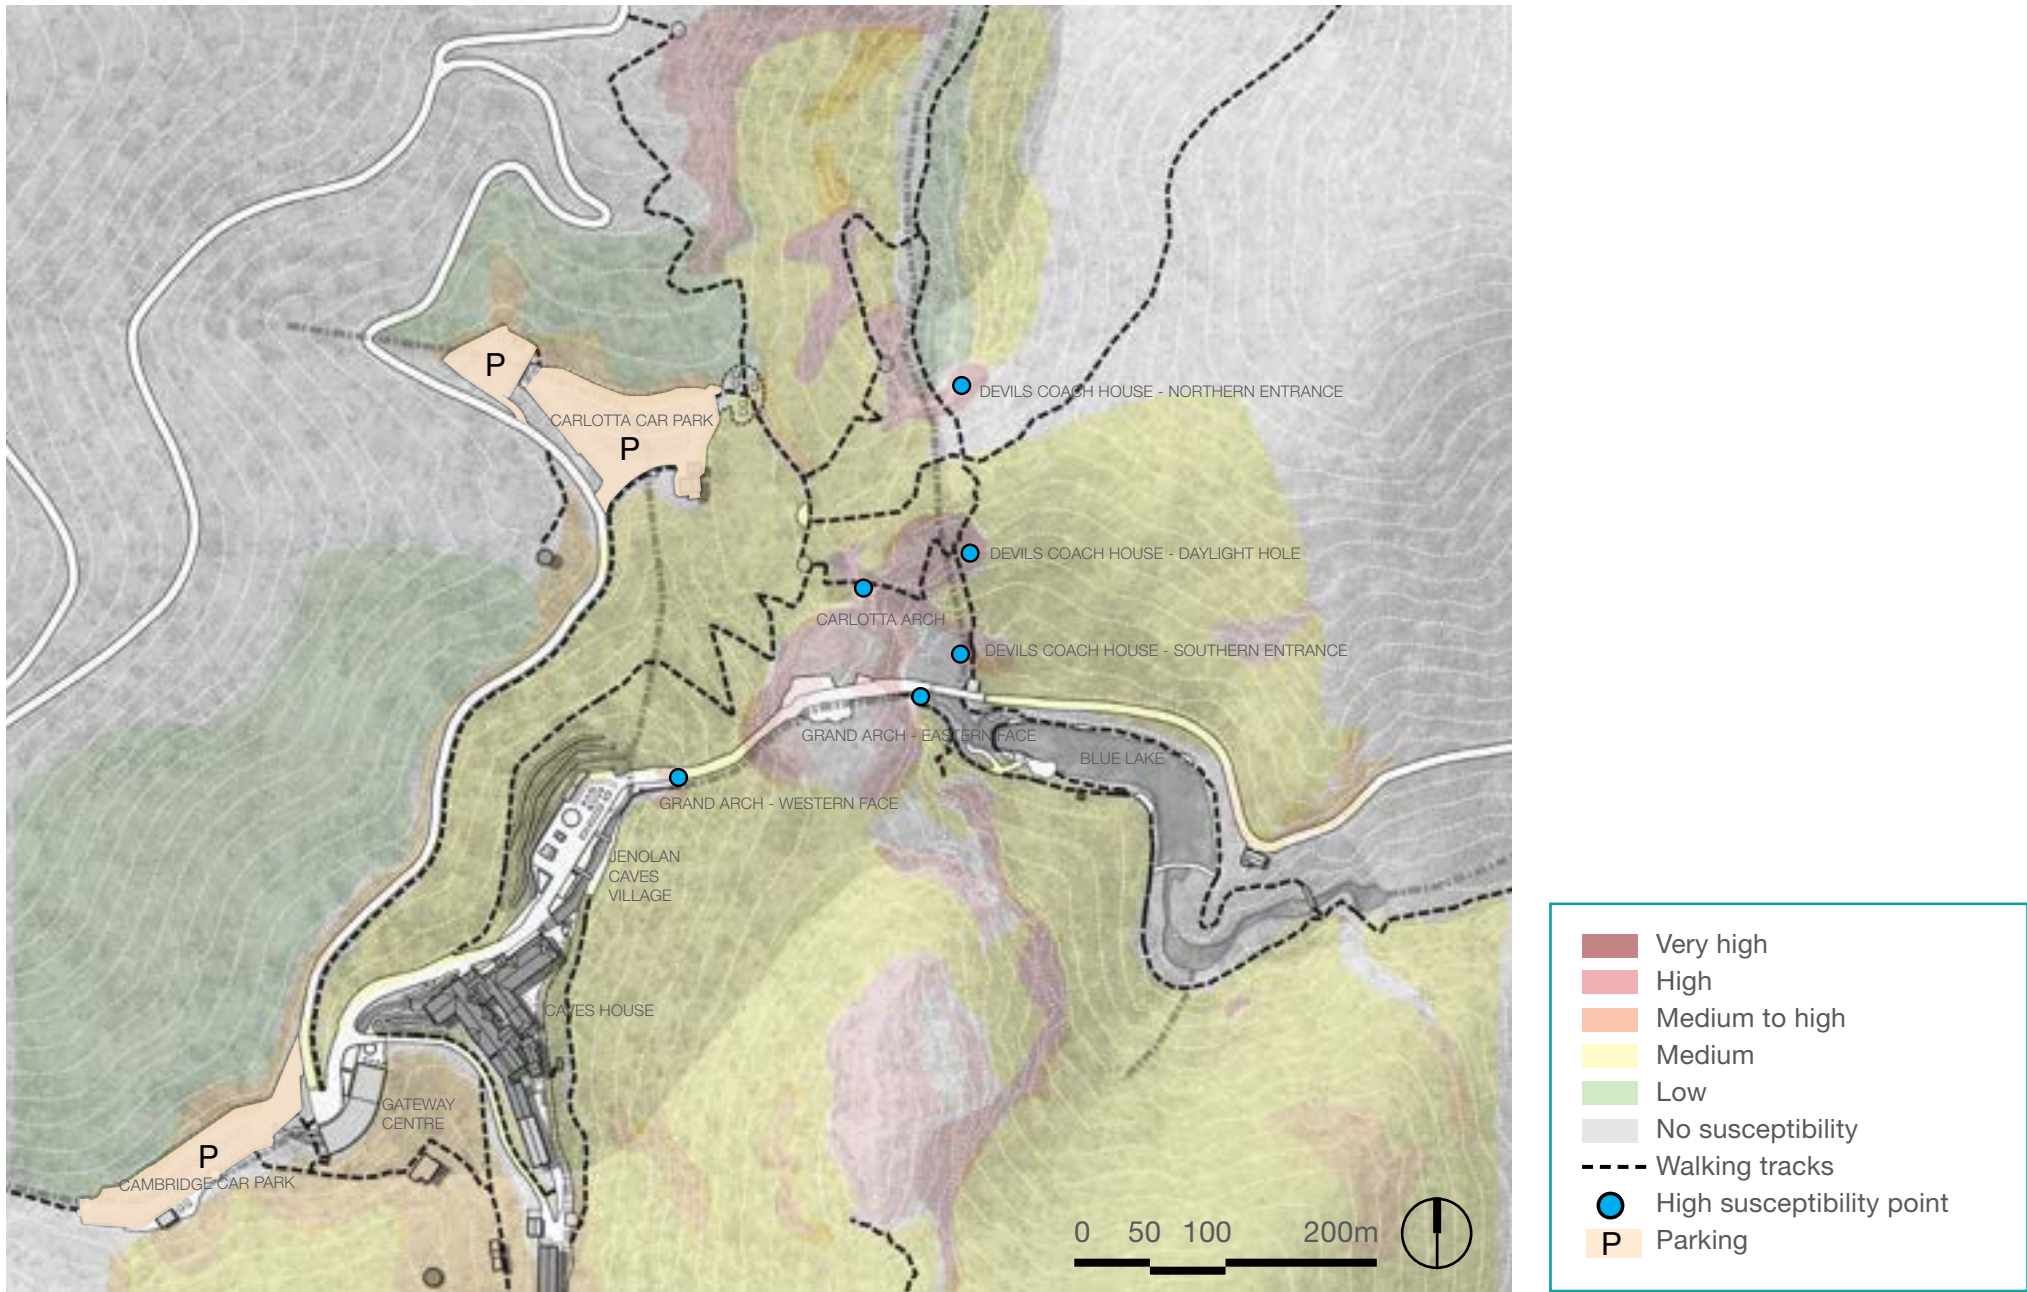 P
CARLOTTA CAR PARK
P
DEVILS COACH HOUSE - NORTHERN ENTRANCE
DEVILS COACH HOUSE - DAYLIGHT HOLE
CARLOTTA ARCH
DEVILS COACH HOUSE - SOUTHERN ENTRANCE
GRAND ARCH - EASTERN FACE
BLUE LAKE
GRAND ARCH - WESTERN FACE
JENOLAN
CAVES
VILLAGE
CAVES HOUSE
GATEWAY
CENTRE
P
CAMBRIDGE CAR PARK
0 50 100 200m
Very high
High
Medium to high
Medium
Low
No susceptibility
Walking tracks
High susceptibility point
P Parking